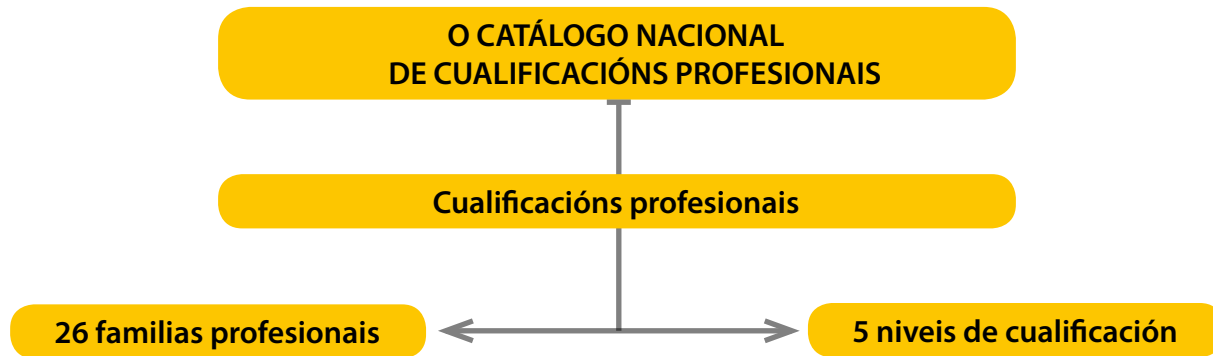 O CATÁLOGO NACIONAL
DE CUALIFICACIÓNS PROFESIONAIS
Cualificacións profesionais
26 familias profesionais
5 niveis de cualificación